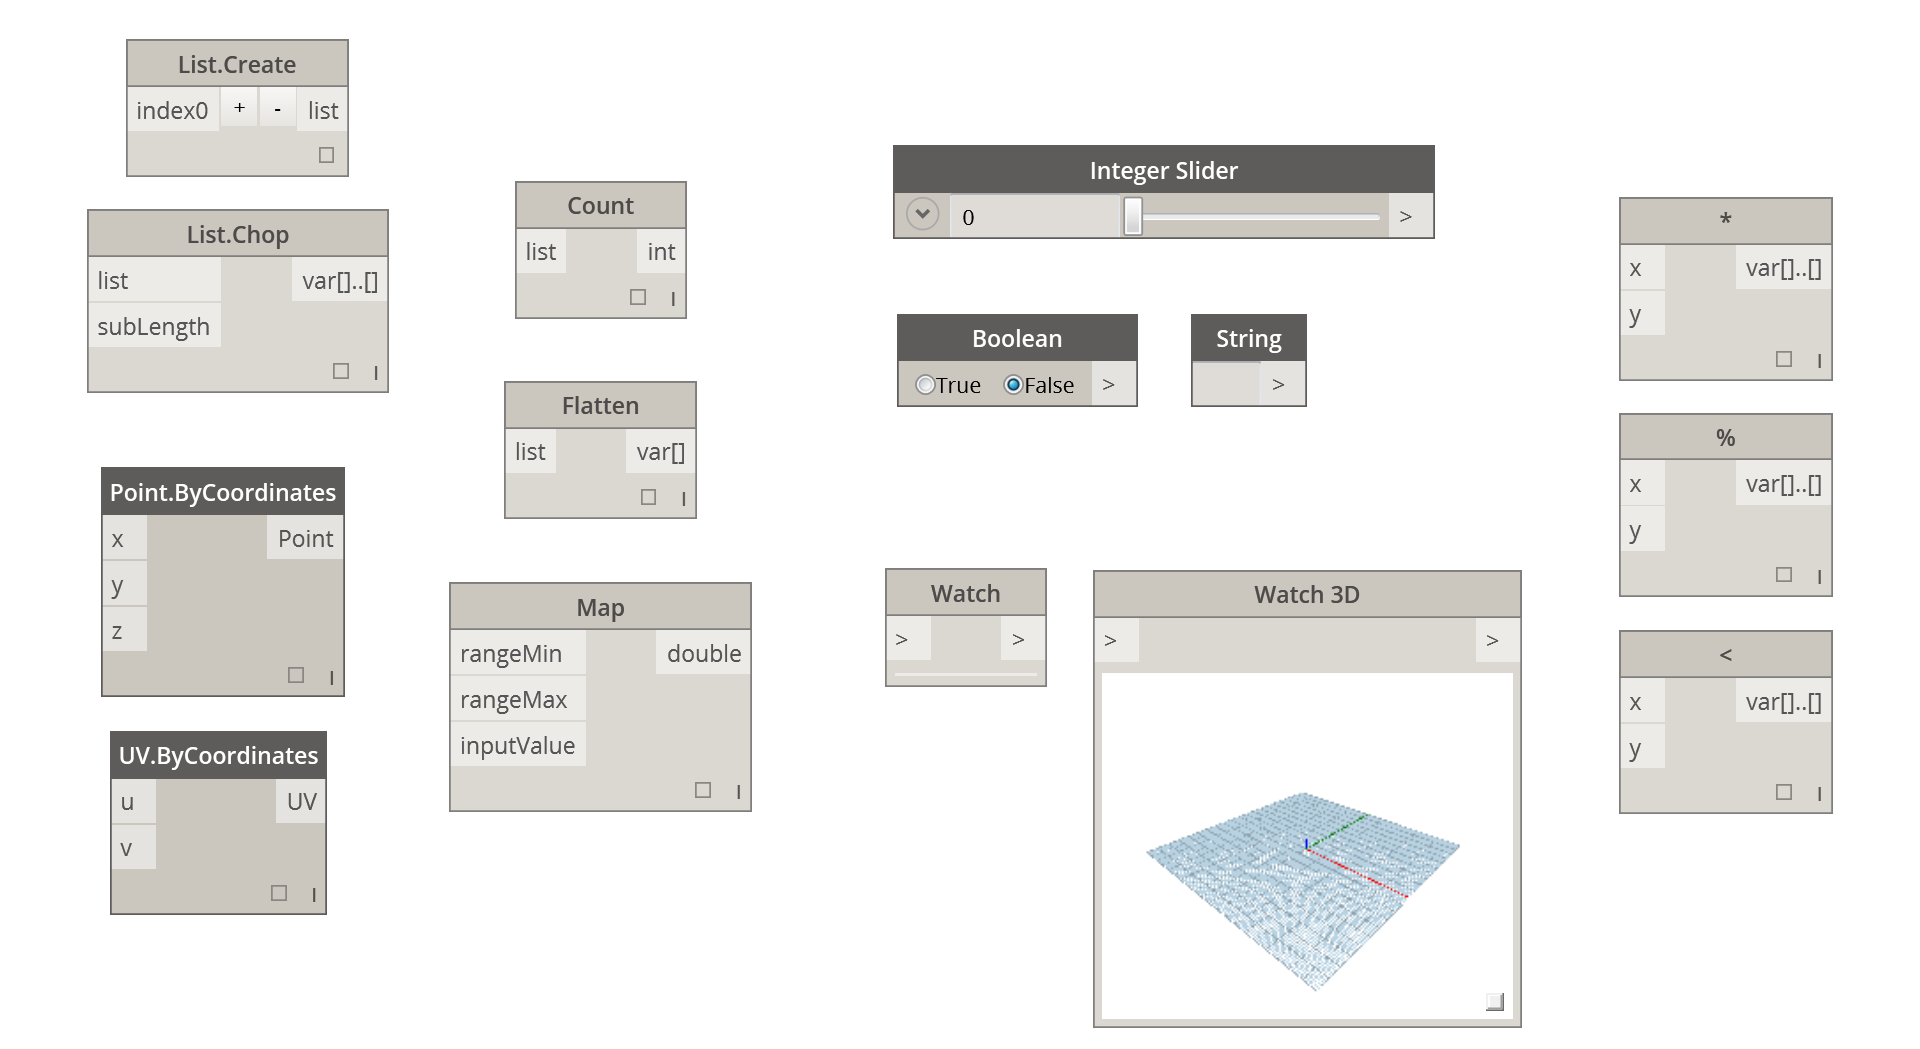 List.Create
index0 + - list
List.Chop
list var[]..[]
subLength
Point.ByCoordinates
x Point
y
z
UV.ByCoordinates
u UV
v
Count
list int
Flatten
list var[]
Map
rangeMin double
rangeMax
inputValue
Integer Slider
0 >
Boolean
True False >
String
>
Watch
> >
Watch 3D
> >
*
x var[]..[]
y
%
x var[]..[]
y
<
x var[]..[]
y